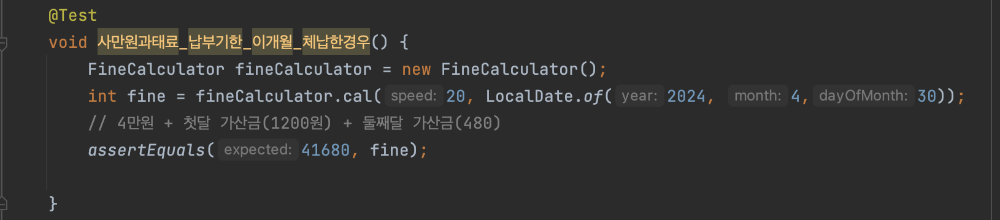 @Test
void 사만원과태료_납부기한_이개월_체납한경우() {
FineCalculator fineCalculator = new FineCalculator();
int fine = fineCalculator.cal( speed: 20, LocalDate.of( year: 2024, month: 4, dayOfMonth: 30));
// 4만원 + 첫달 가산금(1200원) + 둘째달 가산금(480)
assertEquals( expected: 41680, fine);
}